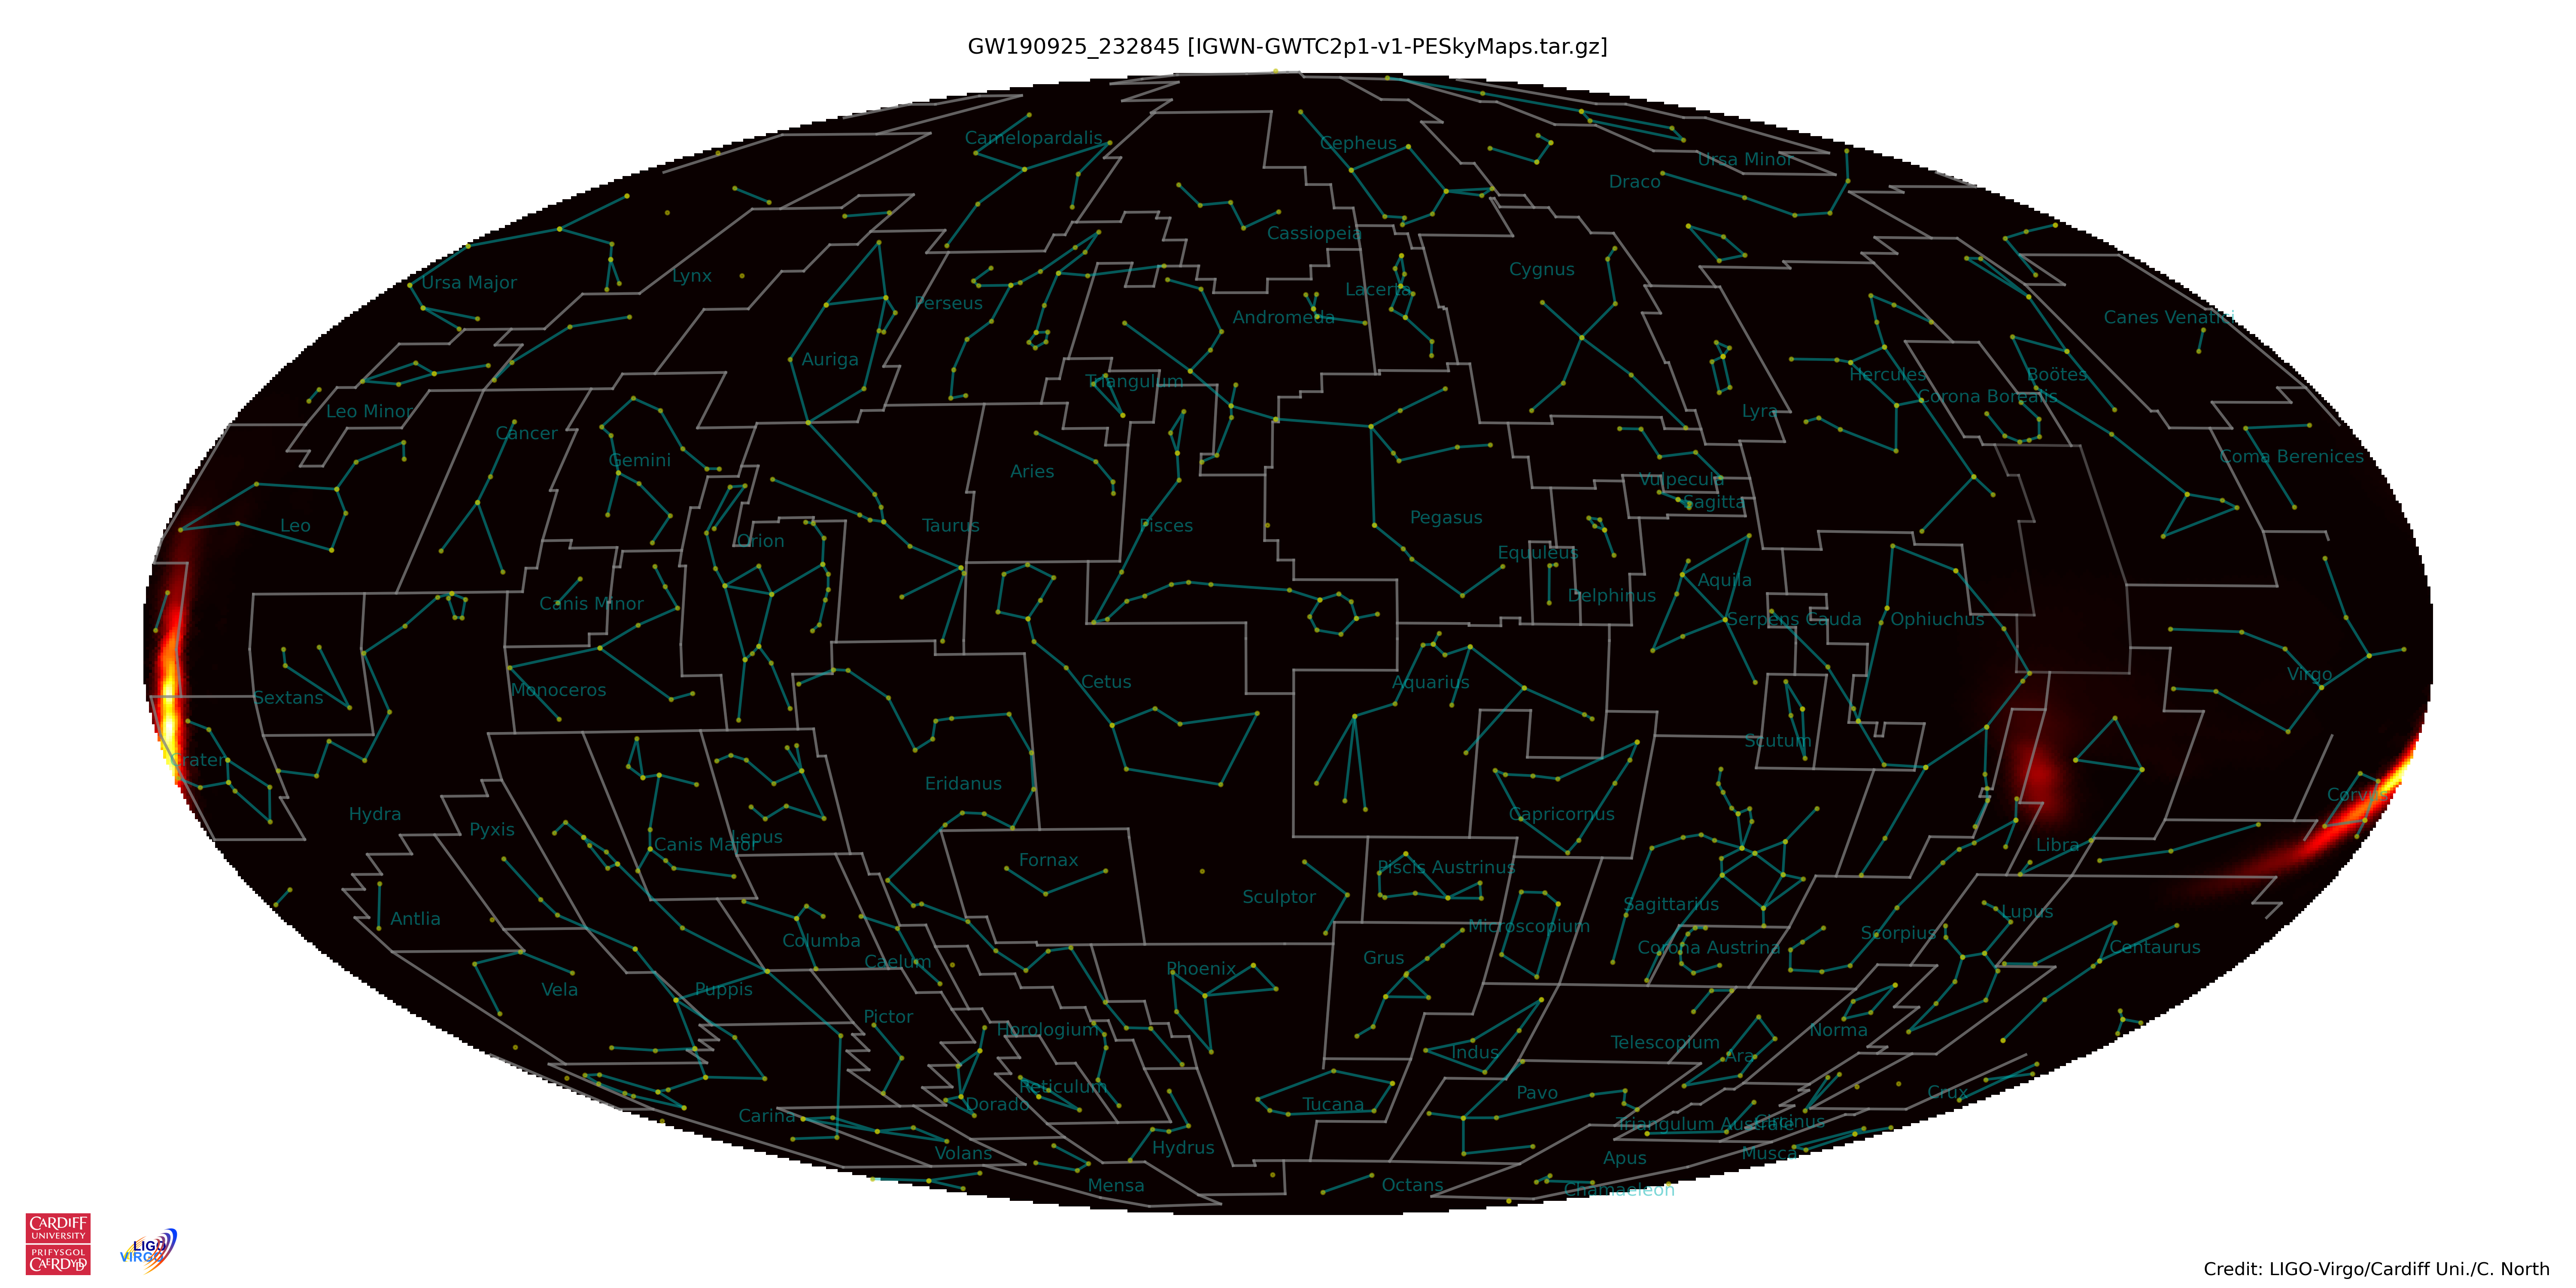 GW190925_232845 [IGWN-GWTC2p1-v1-PESkyMaps.tar.gz]
Camelopardalis
Cepheus
Ursa Minor
Draco
Cassiopeia
Ursa Major
Lynx
Cygnus
Perseus
Lacerta
Andromeda
Canes Venatici
Auriga
Triangulum
Hercules
Boötes
Corona Borealis
Leo Minor
Lyra
Cancer
Gemini
Aries
Coma Berenices
Vulpecula
Sagitta
Leo
Taurus
Pisces
Pegasus
Orion
Equuleus
Aquila
Canis Minor
Delphinus
Serpens Cauda
Ophiuchus
Sextans
Monoceros
Cetus
Aquarius
Virgo
Scutum
Crater
Eridanus
Corvus
Hydra
Pyxis
Capricornus
Lepus
Canis Major
Libra
Fornax
Piscis Austrinus
Sculptor
Sagittarius
Antlia
Microscopium
Lupus
Columba
Scorpius
Corona Austrina
Centaurus
Caelum
Grus
Phoenix
Vela
Puppis
Pictor
Horologium
Norma
Telescopium
Indus
Ara
Reticulum
Pavo
Crux
Dorado
Tucana
Carina
Triangulum Australe
Circinus
Hydrus
Volans
Apus
Musca
Mensa
Octans
Chamaeleon
CARDIFF
UNIVERSITY
PRIFYSGOL
CAERDYDD
LIGO
VIRGO
Credit: LIGO-Virgo/Cardiff Uni./C. North